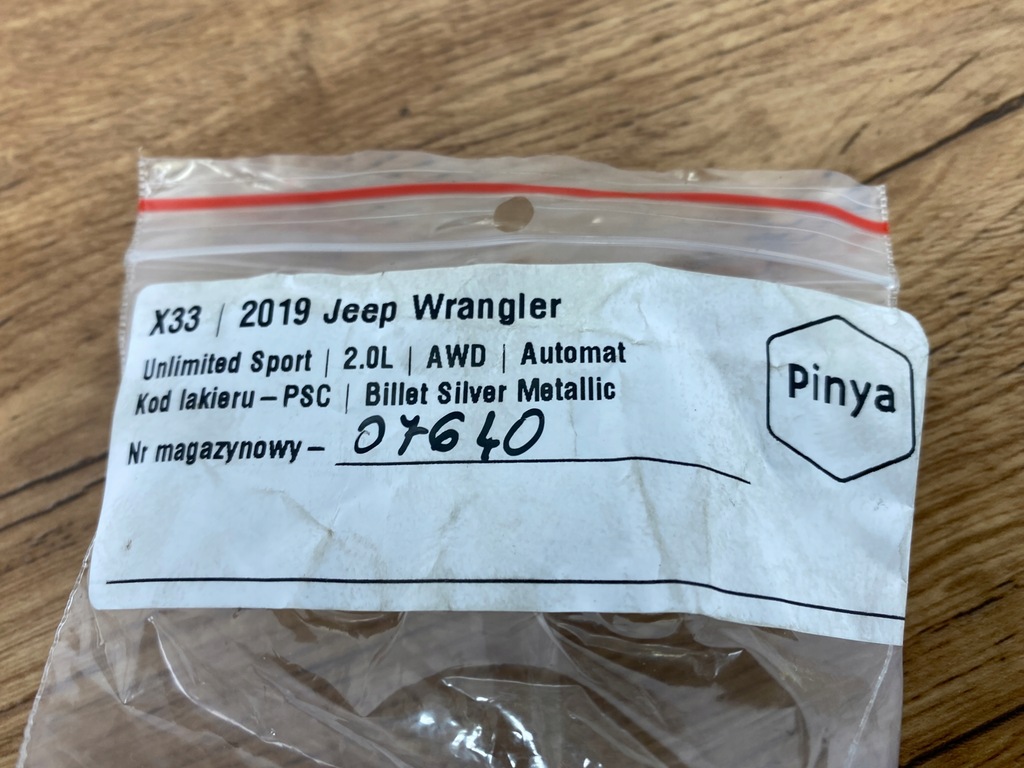 X33 | 2019 Jeep Wrangler
Unlimited Sport | 2.0L | AWD | Automat
Kod lakieru – PSC | Billet Silver Metallic
Nr magazynowy – 07640
Pinya